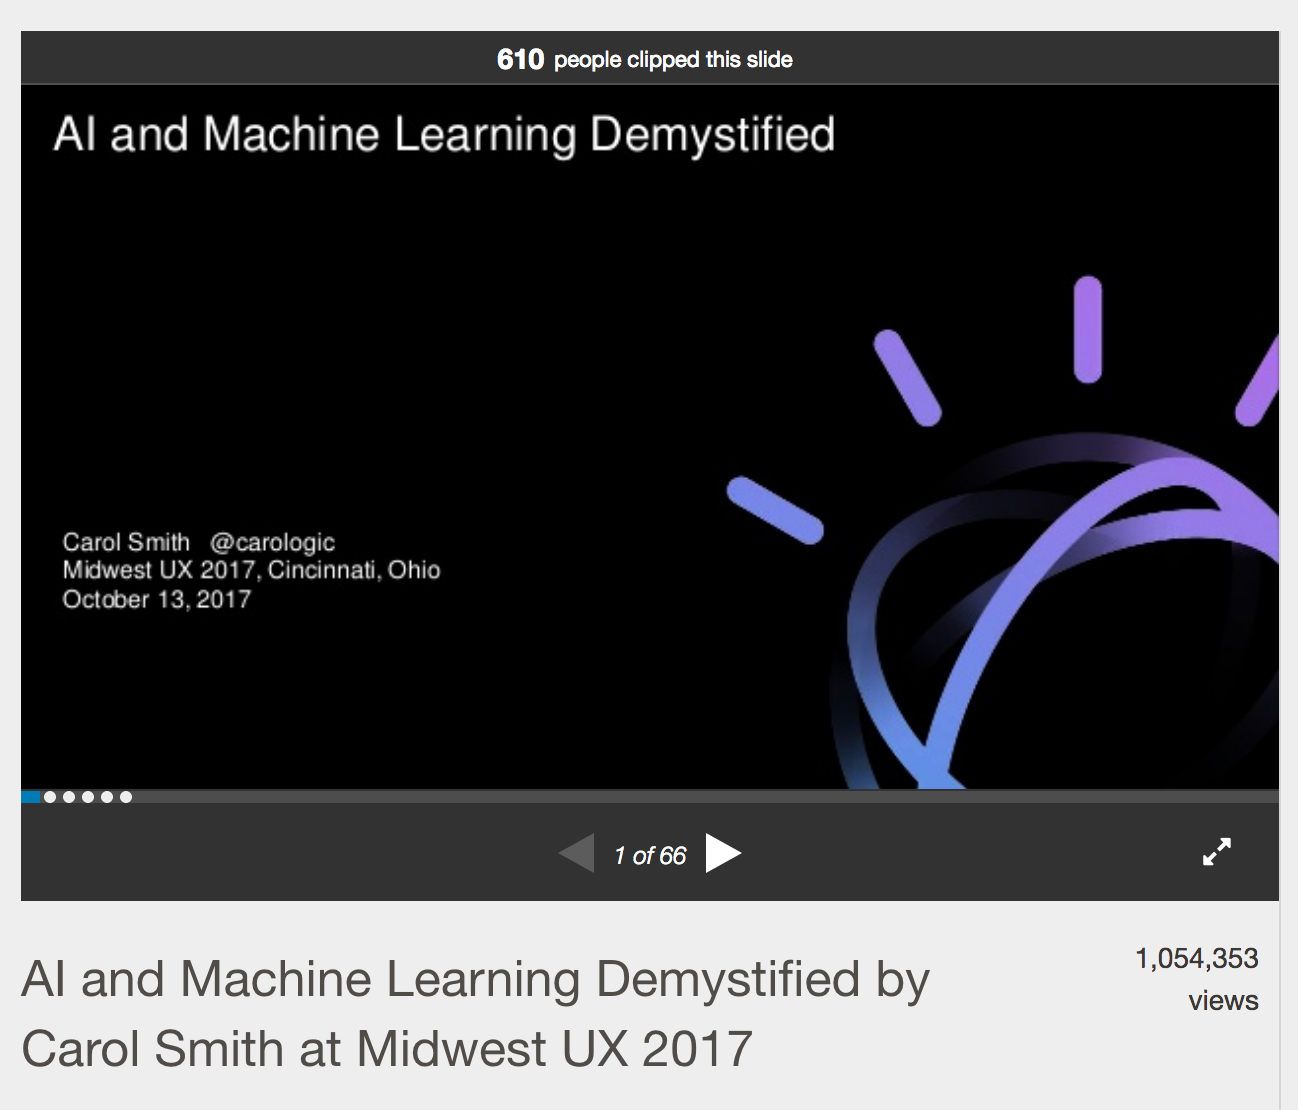 610 people clipped this slide
AI and Machine Learning Demystified
Carol Smith @carologic
Midwest UX 2017, Cincinnati, Ohio
October 13, 2017
1 of 66
AI and Machine Learning Demystified by
Carol Smith at Midwest UX 2017
1,054,353
views